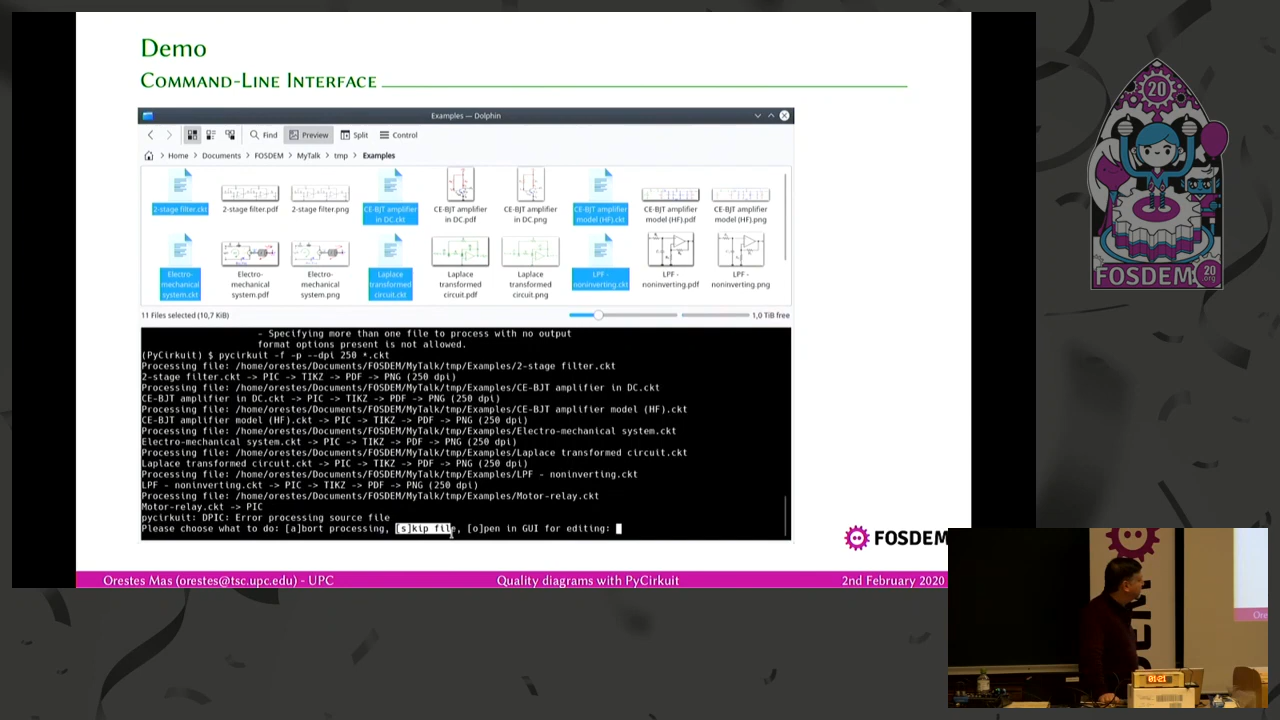 Demo
Command-Line Interface
Examples — Dolphin
Find Preview Split Control
Home > Documents > FOSDEM > MyTalk > tmp > Examples
2-stage filter.ckt
2-stage filter.pdf
2-stage filter.png
CE-BJT amplifier in DC.ckt
CE-BJT amplifier in DC.pdf
CE-BJT amplifier in DC.png
CE-BJT amplifier model (HF).ckt
CE-BJT amplifier model (HF).pdf
CE-BJT amplifier model (HF).png
Electro-mechanical system.ckt
Electro-mechanical system.pdf
Electro-mechanical system.png
Laplace transformed circuit.ckt
Laplace transformed circuit.pdf
Laplace transformed circuit.png
LPF - noninverting.ckt
LPF - noninverting.pdf
LPF - noninverting.png
11 Files selected (10,7 KiB)
1,0 TiB free
- Specifying more than one file to process with no output
format options present is not allowed.
(PyCirkuit) $ pycirkuit -f -p --dpi 250 *.ckt
Processing file: /home/orestes/Documents/FOSDEM/MyTalk/tmp/Examples/2-stage filter.ckt
2-stage filter.ckt -> PIC -> TIKZ -> PDF -> PNG (250 dpi)
Processing file: /home/orestes/Documents/FOSDEM/MyTalk/tmp/Examples/CE-BJT amplifier in DC.ckt
CE-BJT amplifier in DC.ckt -> PIC -> TIKZ -> PDF -> PNG (250 dpi)
Processing file: /home/orestes/Documents/FOSDEM/MyTalk/tmp/Examples/CE-BJT amplifier model (HF).ckt
CE-BJT amplifier model (HF).ckt -> PIC -> TIKZ -> PDF -> PNG (250 dpi)
Processing file: /home/orestes/Documents/FOSDEM/MyTalk/tmp/Examples/Electro-mechanical system.ckt
Electro-mechanical system.ckt -> PIC -> TIKZ -> PDF -> PNG (250 dpi)
Processing file: /home/orestes/Documents/FOSDEM/MyTalk/tmp/Examples/Laplace transformed circuit.ckt
Laplace transformed circuit.ckt -> PIC -> TIKZ -> PDF -> PNG (250 dpi)
Processing file: /home/orestes/Documents/FOSDEM/MyTalk/tmp/Examples/LPF - noninverting.ckt
LPF - noninverting.ckt -> PIC -> TIKZ -> PDF -> PNG (250 dpi)
Processing file: /home/orestes/Documents/FOSDEM/MyTalk/tmp/Examples/Motor-relay.ckt
Motor-relay.ckt -> PIC
pycirkuit: DPIC: Error processing source file
Please choose what to do: [a]bort processing, [s]kip file, [o]pen in GUI for editing:
FOSDEM
Orestes Mas (orestes@tsc.upc.edu) - UPC
Quality diagrams with PyCirkuit
2nd February 2020
20
FOSDEM
20
.org
01:21
Ore